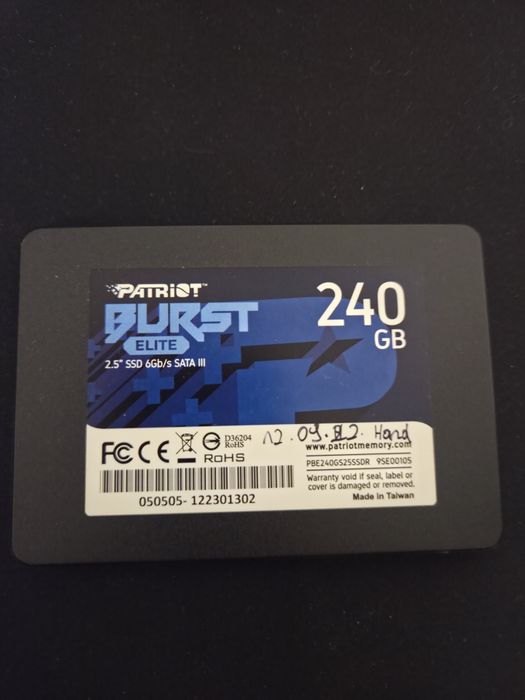 PATRIOT™
BURST
ELITE
2.5" SSD 6Gb/s SATA III
240
GB
FC CE D36204
RoHS
RoHS
12.09.22. Hand
www.patriotmemory.com
PBE240GS25SSDR 9SE00105
Warranty void if seal, label or
cover is damaged or removed.
Made in Taiwan
050505- 122301302